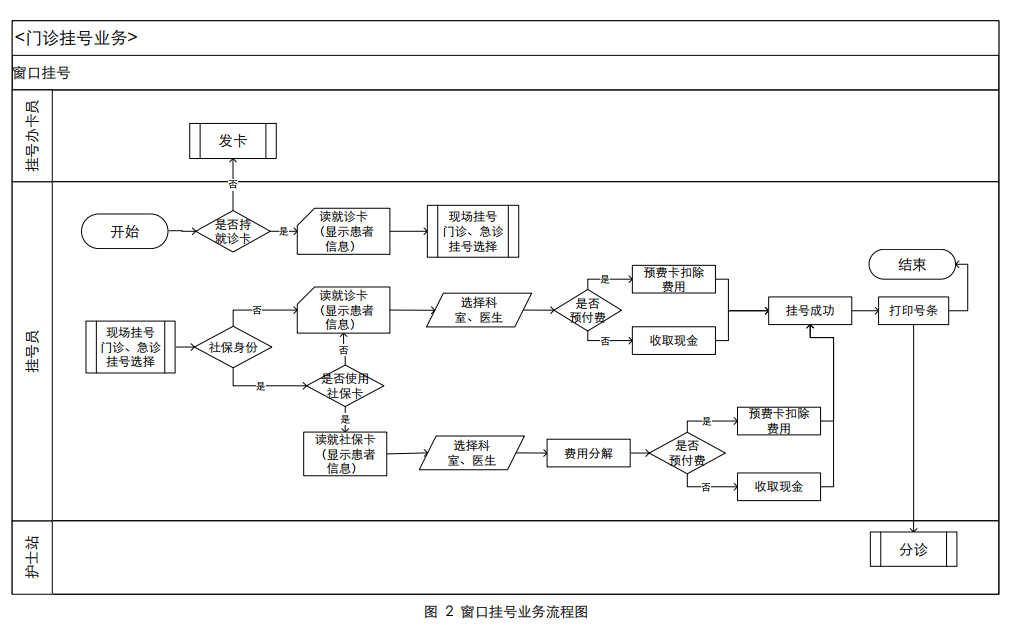 <门诊挂号业务>
窗口挂号
挂号办卡员
发卡
否
挂号员
开始
是否持
就诊卡
是
读就诊卡
（显示患者
信息）
现场挂号
门诊、急诊
挂号选择
结束
现场挂号
门诊、急诊
挂号选择
社保身份
否
读就诊卡
（显示患者
信息）
选择科
室、医生
是否
预付费
是
预费卡扣除
费用
否
收取现金
挂号成功
打印号条
否
是
是否使用
社保卡
是
读就社保卡
（显示患者
信息）
选择科
室、医生
费用分解
是否
预付费
是
预费卡扣除
费用
否
收取现金
护士站
分诊
图 2 窗口挂号业务流程图